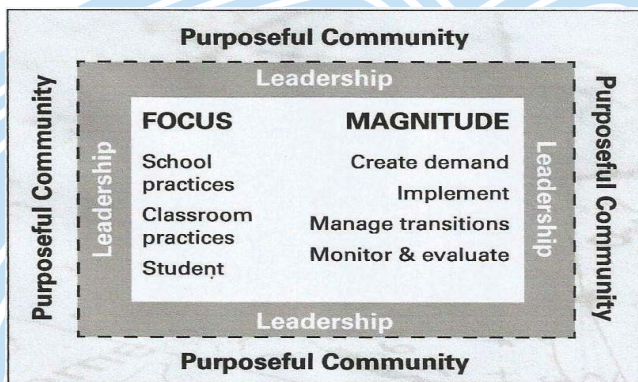 Purposeful Community
Leadership
Purposeful Community
Leadership
FOCUS
School
practices
Classroom
practices
Student
MAGNITUDE
Create demand
Implement
Manage transitions
Monitor & evaluate
Leadership
Purposeful Community
Leadership
Purposeful Community